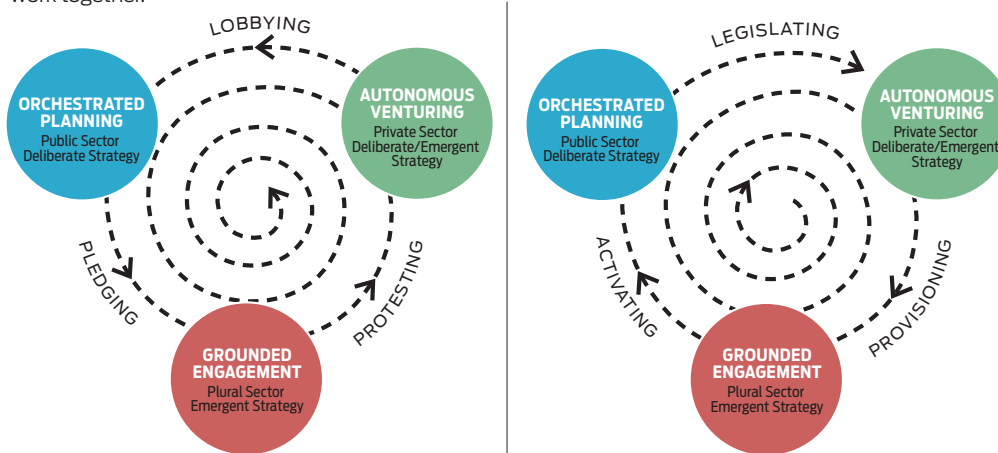 work together.
LOBBYING
ORCHESTRATED
PLANNING
Public Sector
Deliberate Strategy
AUTONOMOUS
VENTURING
Private Sector
Deliberate/Emergent
Strategy
PLEDGING
PROTESTING
GROUNDED
ENGAGEMENT
Plural Sector
Emergent Strategy
LEGISLATING
ORCHESTRATED
PLANNING
Public Sector
Deliberate Strategy
AUTONOMOUS
VENTURING
Private Sector
Deliberate/Emergent
Strategy
ACTIVATING
PROVISIONING
GROUNDED
ENGAGEMENT
Plural Sector
Emergent Strategy